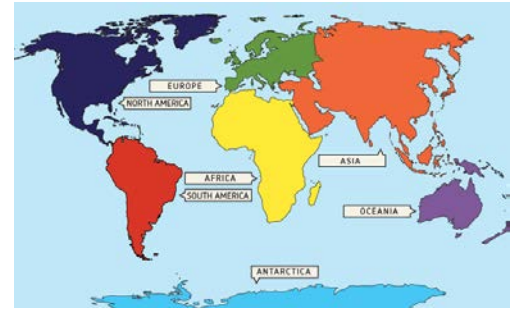 EUROPE
NORTH AMERICA
ASIA
AFRICA
SOUTH AMERICA
OCEANIA
ANTARCTICA